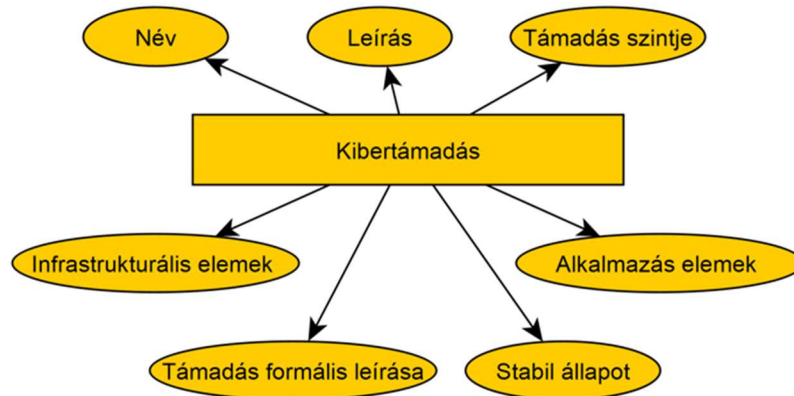 Név
Leírás
Támadás szintje
Kibertámadás
Infrastrukturális elemek
Alkalmazás elemek
Támadás formális leírása
Stabil állapot